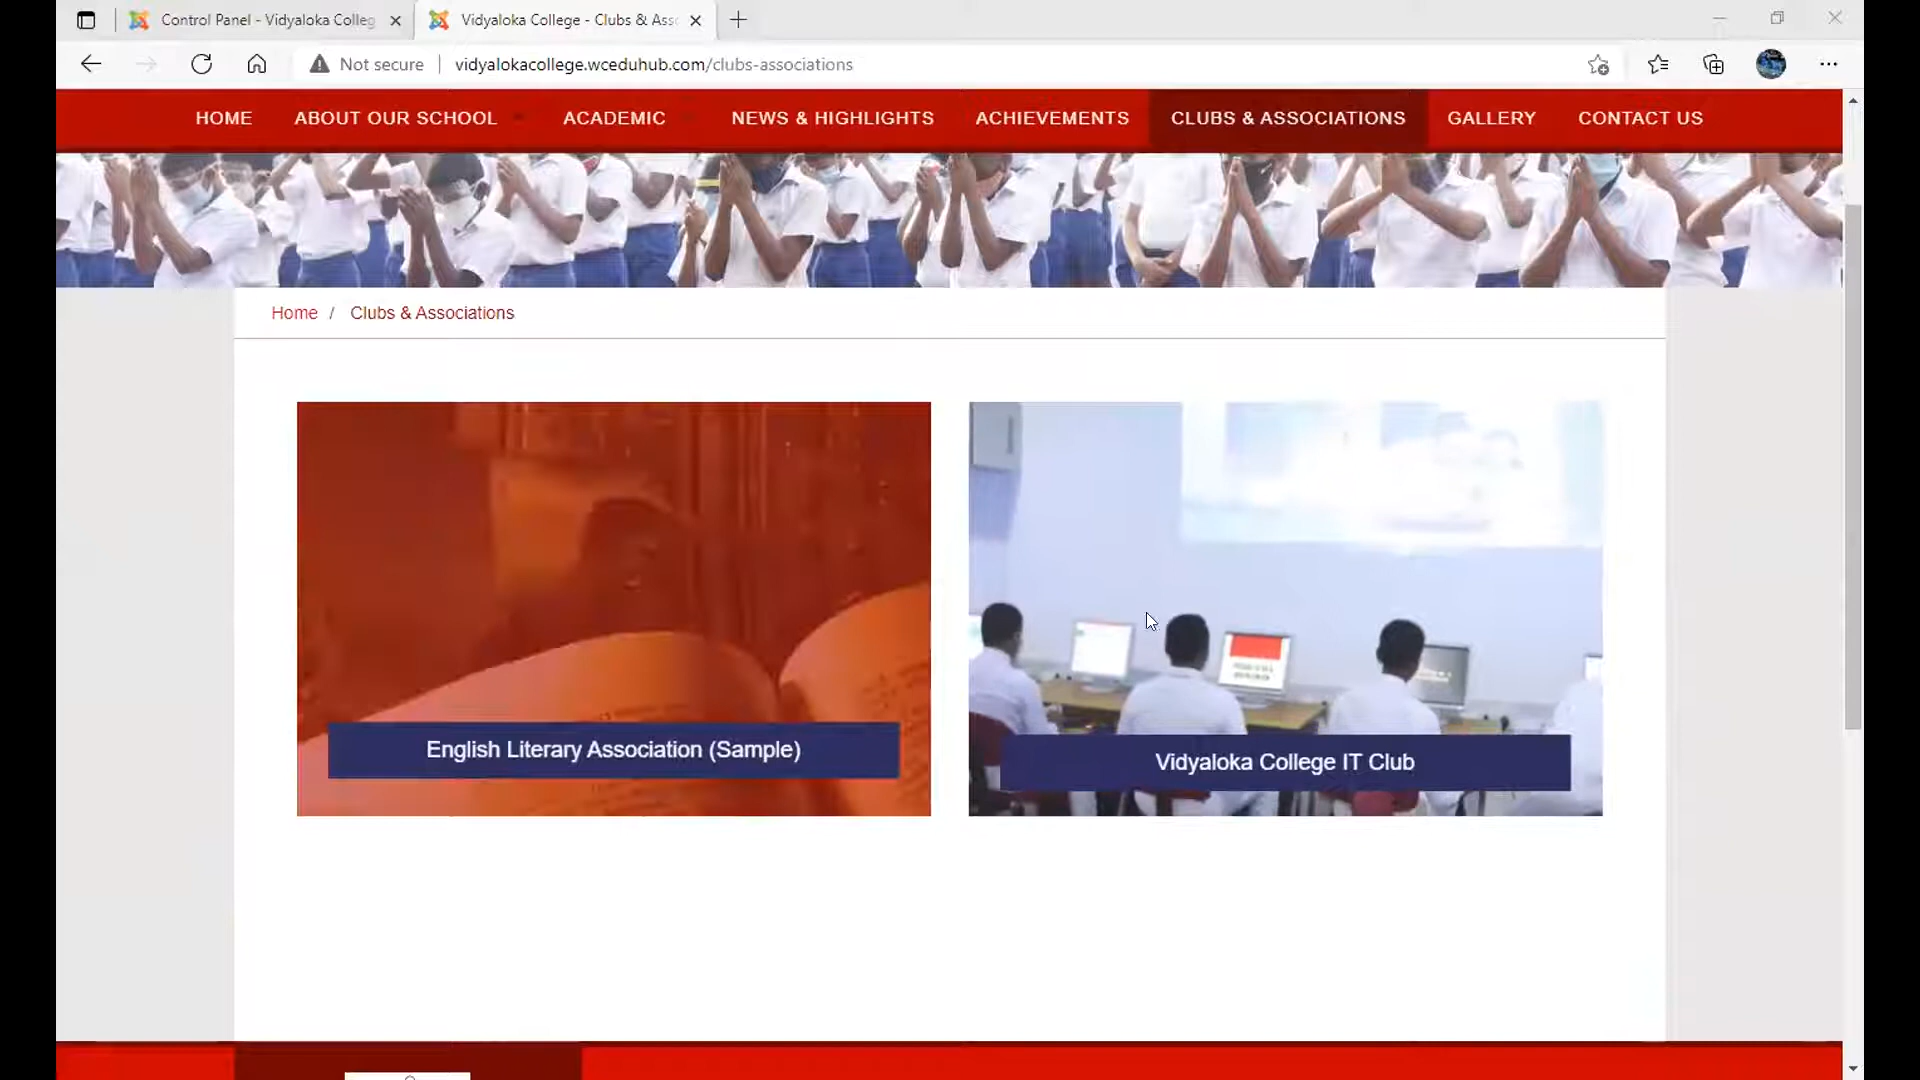 Control Panel - Vidyaloka Colleg
Vidyaloka College - Clubs & Ass
Not secure
vidyalokacollege.wceduhub.com/clubs-associations
HOME
ABOUT OUR SCHOOL
ACADEMIC
NEWS & HIGHLIGHTS
ACHIEVEMENTS
CLUBS & ASSOCIATIONS
GALLERY
CONTACT US
Home / Clubs & Associations
English Literary Association (Sample)
Vidyaloka College IT Club